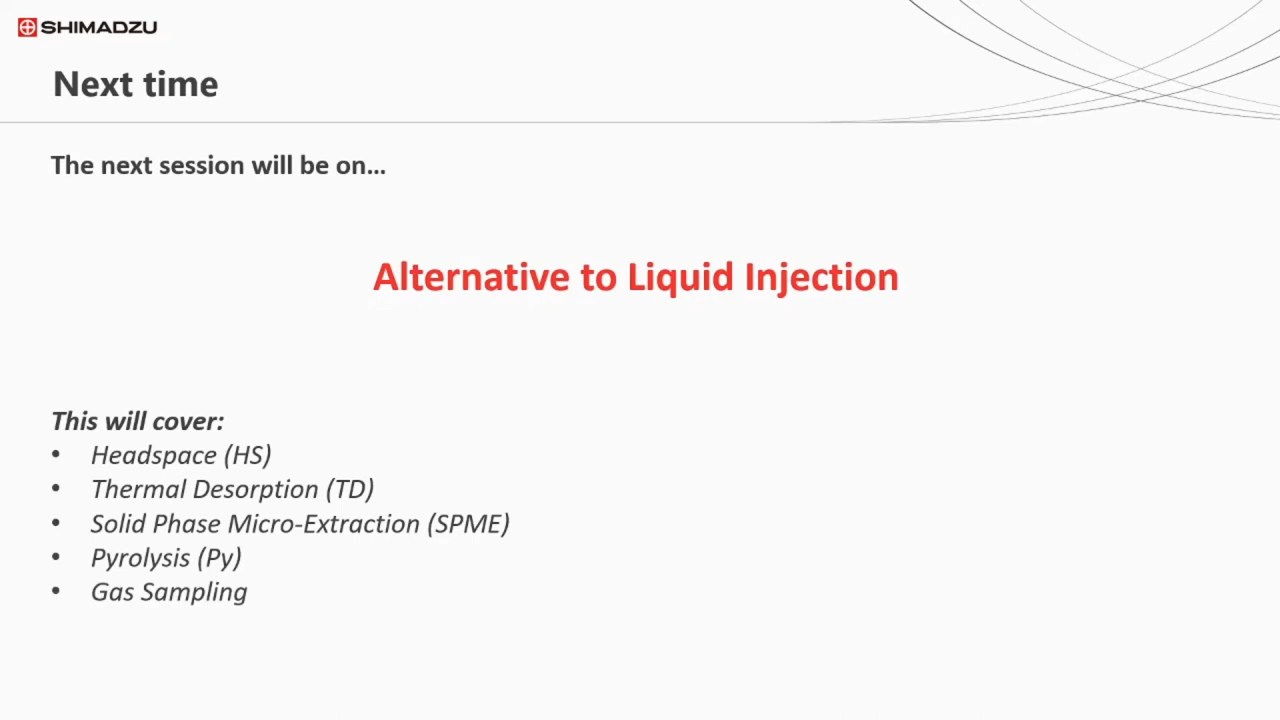 SHIMADZU
Next time
The next session will be on...
Alternative to Liquid Injection
This will cover:
• Headspace (HS)
• Thermal Desorption (TD)
• Solid Phase Micro-Extraction (SPME)
• Pyrolysis (Py)
• Gas Sampling